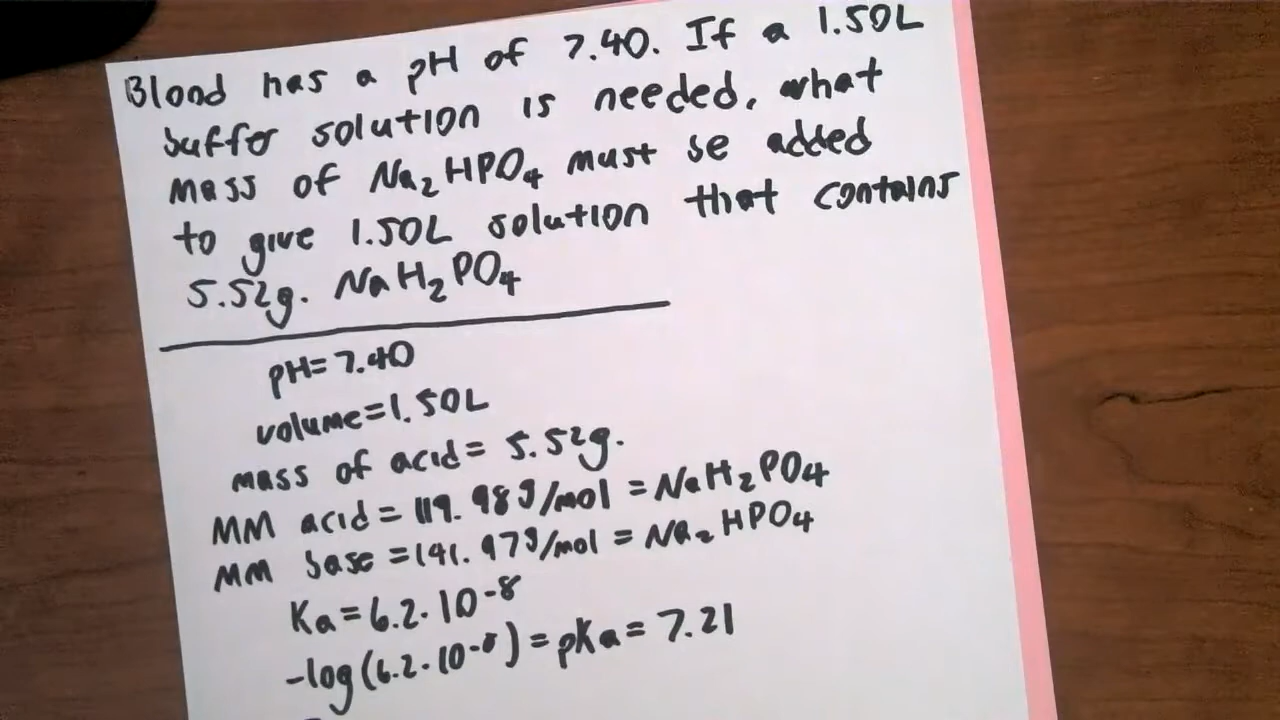 Blood has a pH of 7.40. If a 1.50L
buffer solution is needed, what
mass of Na₂HPO₄ must be added
to give 1.50L solution that contains
5.52g. NaH₂PO₄
pH=7.40
volume=1.50L
mass of acid= 5.52g.
MM acid=119.98g/mol =NaH₂PO₄
MM base =141.97g/mol = Na₂HPO₄
Ka=6.2·10⁻⁸
-log(6.2·10⁻⁸)=pKa=7.21